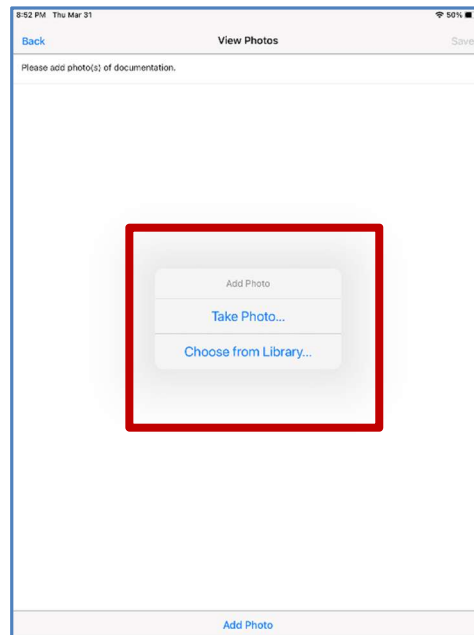 8:52 PM Thu Mar 31 50%
Back View Photos Save
Please add photo(s) of documentation.
Add Photo
Take Photo...
Choose from Library...
Add Photo